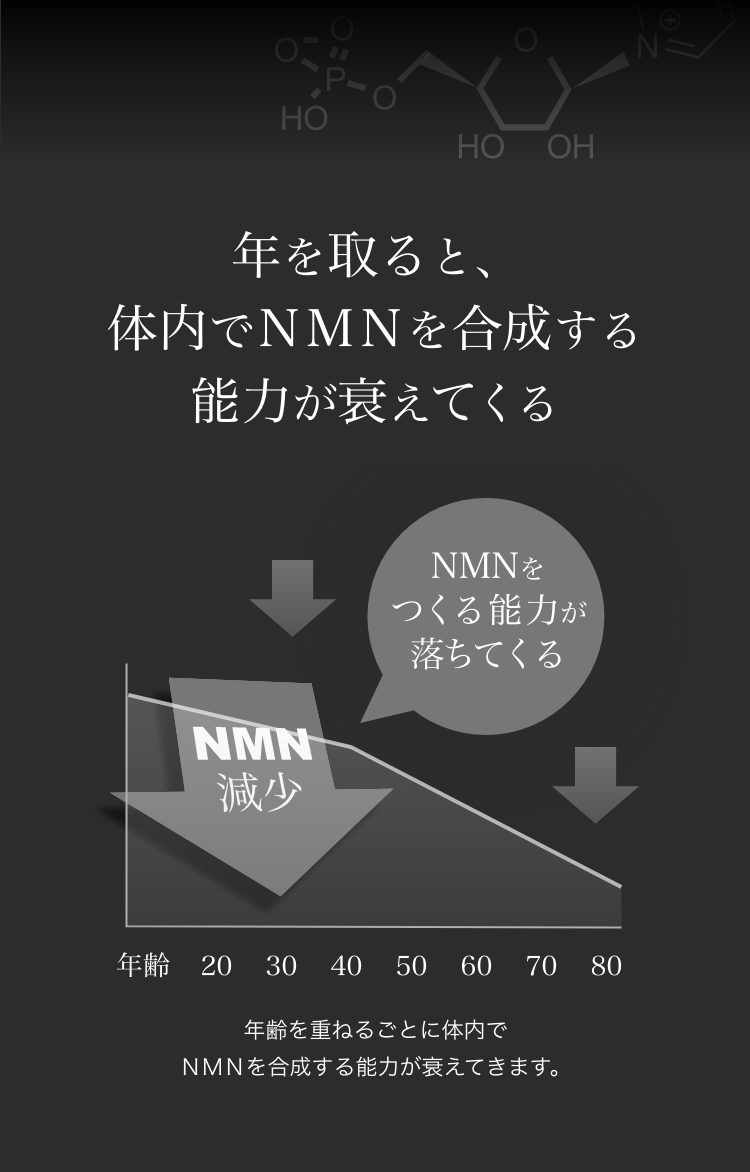 O
O
P
O
HO
O
HO
OH
N
年を取ると、
体内でＮＭＮを合成する
能力が衰えてくる
NMNを
つくる能力が
落ちてくる
NMN
減少
年齢 20 30 40 50 60 70 80
年齢を重ねるごとに体内で
ＮＭＮを合成する能力が衰えてきます。